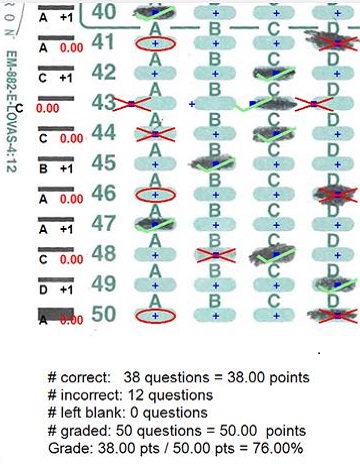 R O N
EM-882-E-LOVAS-4:12
A +1 40
A B C D
A 0.00 41
A B C D
C +1 42
A B C D
C 0.00 43
A B C D
C 0.00 44
A B C D
B +1 45
A B C D
A 0.00 46
A B C D
A +1 47
A B C D
C 0.00 48
A B C D
D +1 49
A B C D
A 0.00 50
# correct: 38 questions = 38.00 points
# incorrect: 12 questions
# left blank: 0 questions
# graded: 50 questions = 50.00 points
Grade: 38.00 pts / 50.00 pts = 76.00%